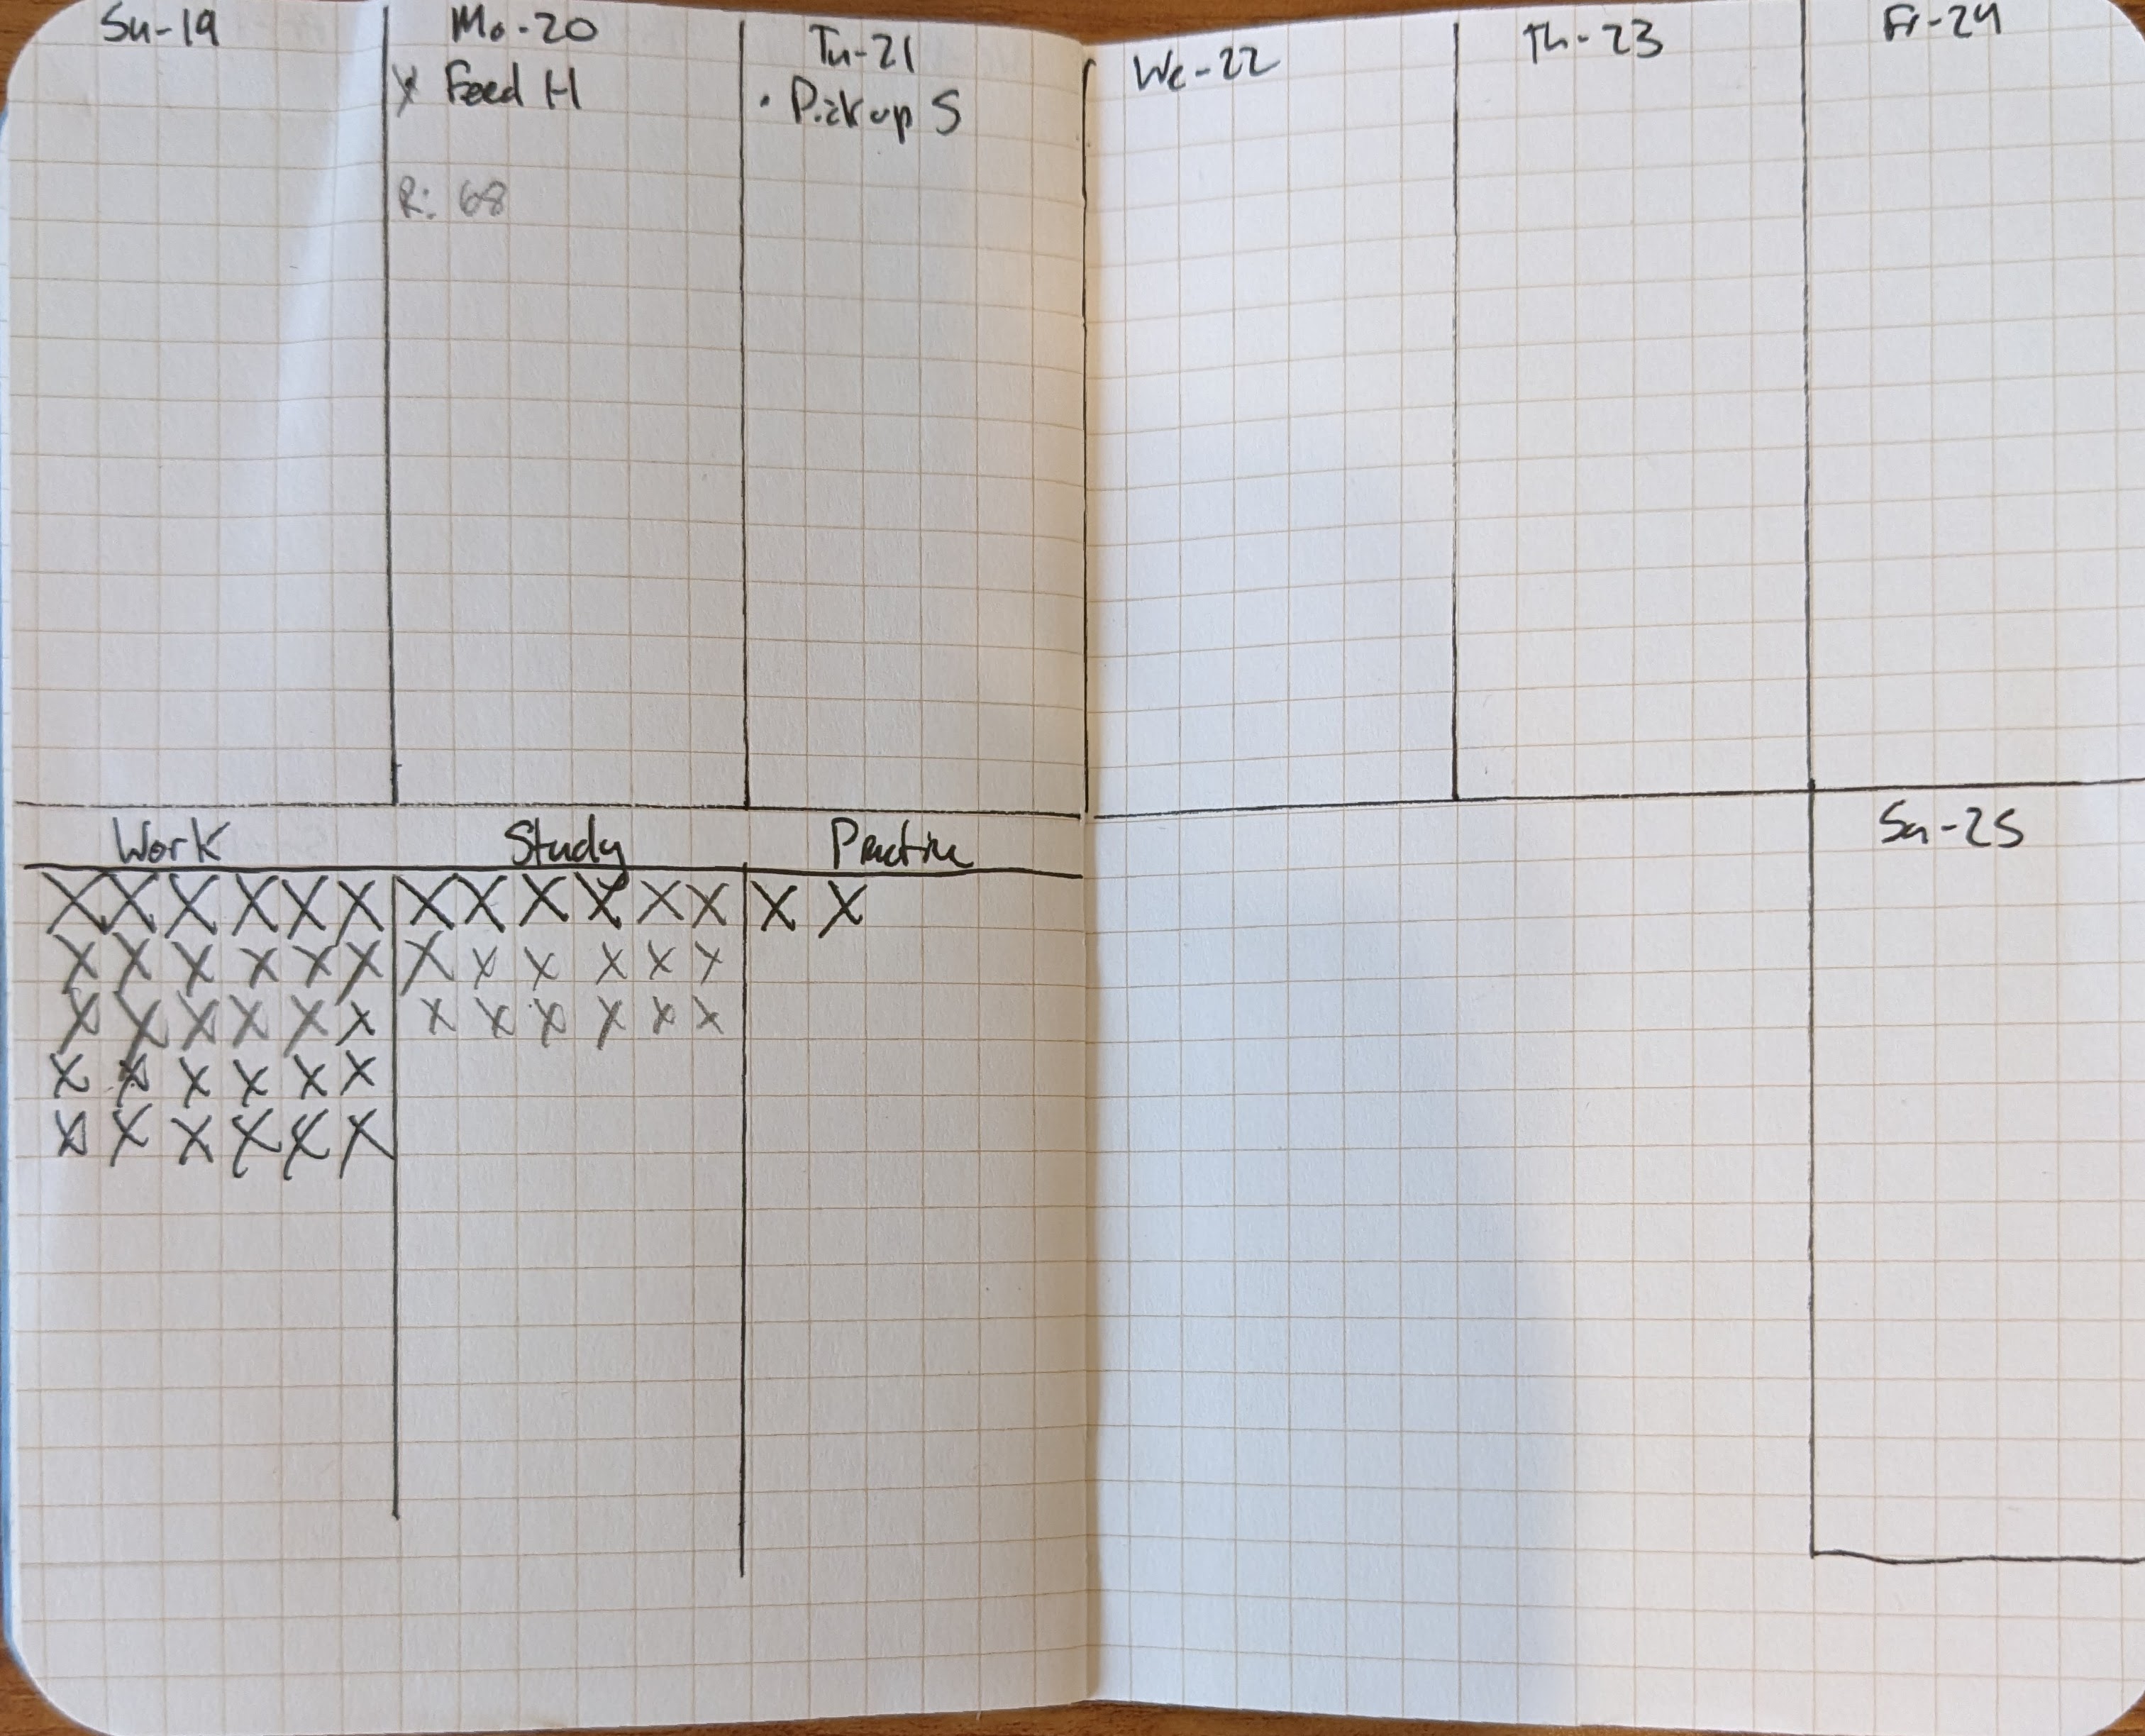 Su-19
Mo-20
Tu-21
We-22
Th-23
Fr-24
X Feed H
· Pickup S
R: 68
Work
Study
Practice
Sa-25
X X X X X X X X X X X X X X
X X X X X X X X X X X X
X X X X X X X X X X X X
X X X X X X
X X X X X X